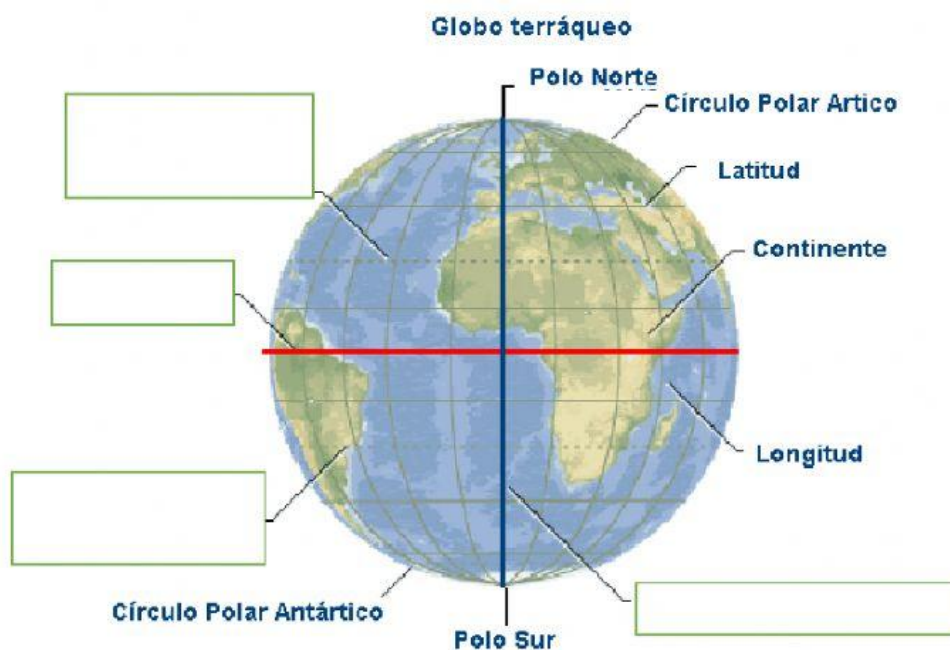 Globo terráqueo
Polo Norte
Círculo Polar Artico
Latitud
Continente
Longitud
Círculo Polar Antártico
Polo Sur